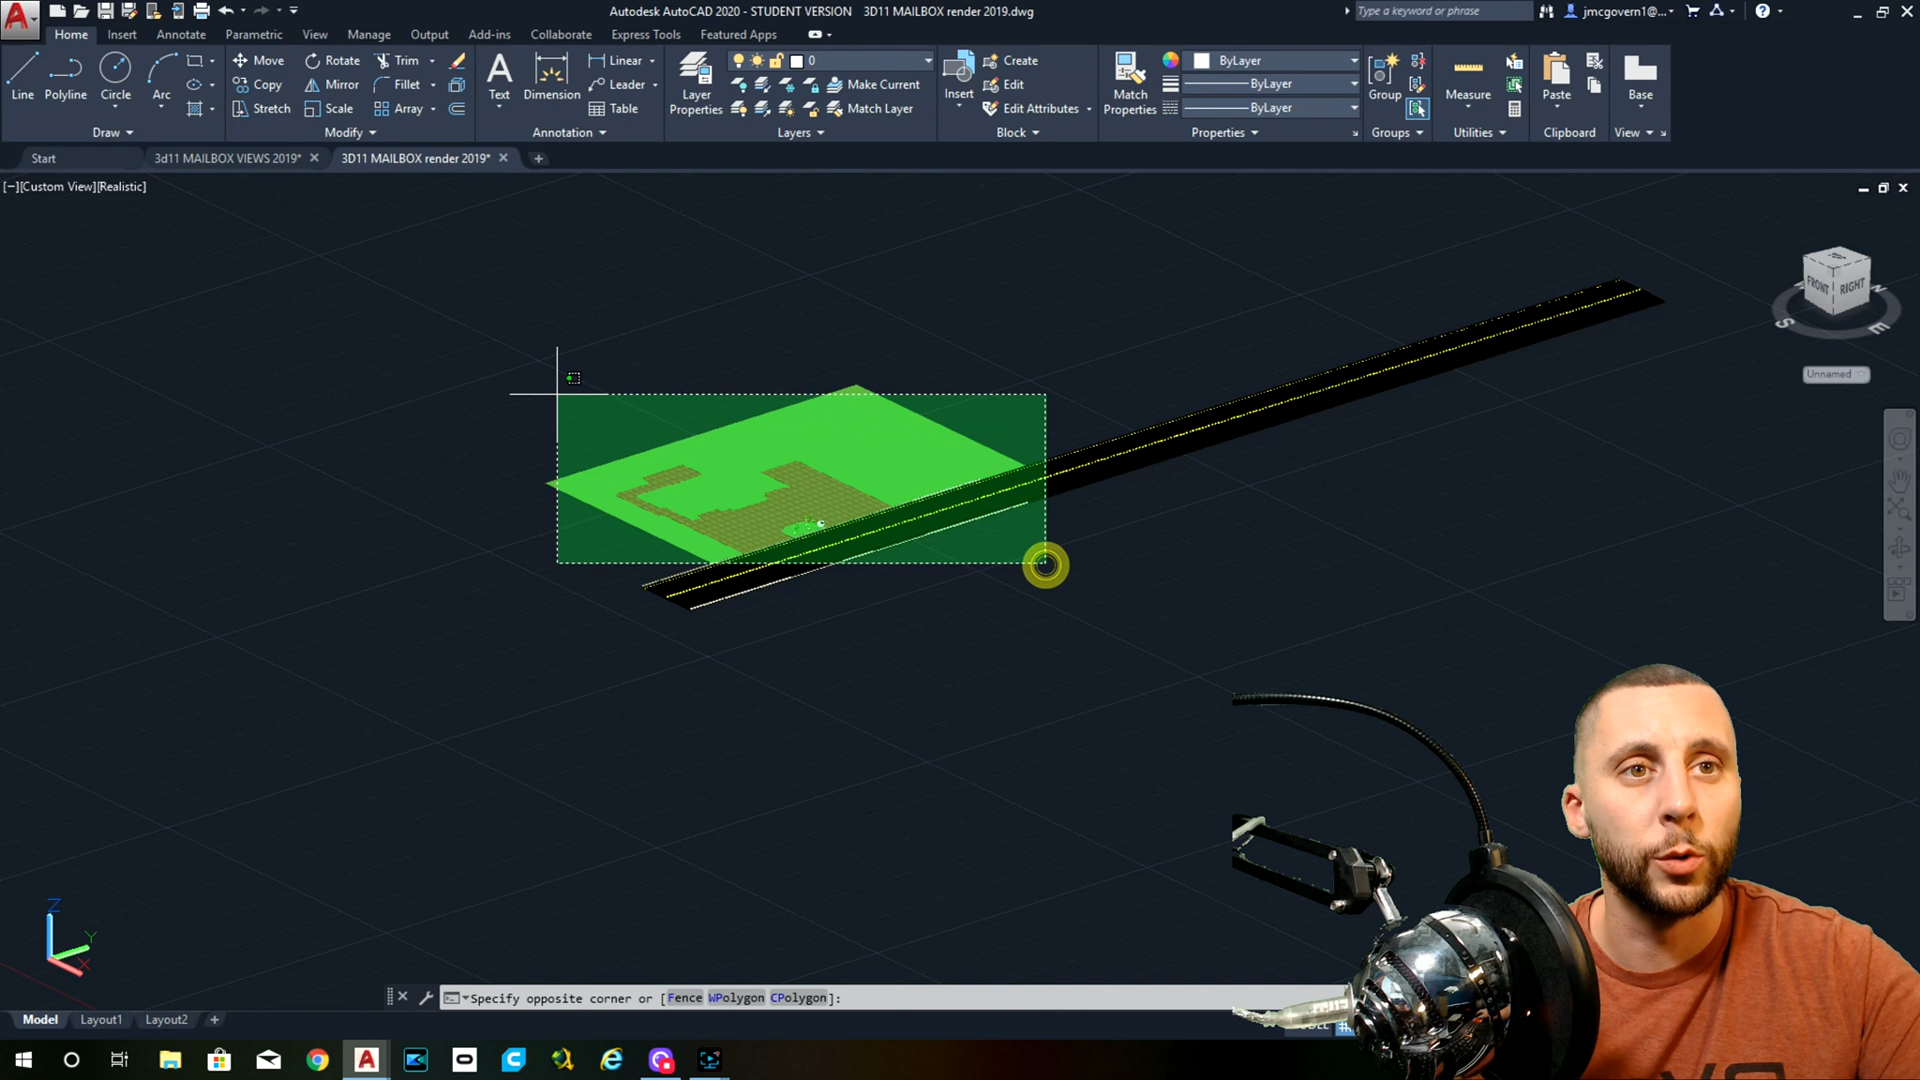 Autodesk AutoCAD 2020 - STUDENT VERSION 3D11 MAILBOX render 2019.dwg
Type a keyword or phrase
jmcgovern1@...
Home Insert Annotate Parametric View Manage Output Add-ins Collaborate Express Tools Featured Apps
Line Polyline Circle Arc
Move Rotate Trim
Copy Mirror Fillet
Stretch Scale Array
Text Dimension
Linear
Leader
Table
Layer Properties
0
Make Current
Match Layer
Insert
Create
Edit
Edit Attributes
Match Properties
ByLayer
ByLayer
ByLayer
Group Measure Paste Base
Draw Modify Annotation Layers Block Properties Groups Utilities Clipboard View
Start 3d11 MAILBOX VIEWS 2019* 3D11 MAILBOX render 2019*
[−][Custom View][Realistic]
TOP
FRONT RIGHT
S E
Unnamed
Z
Y
X
Specify opposite corner or [Fence WPolygon CPolygon]:
Model Layout1 Layout2